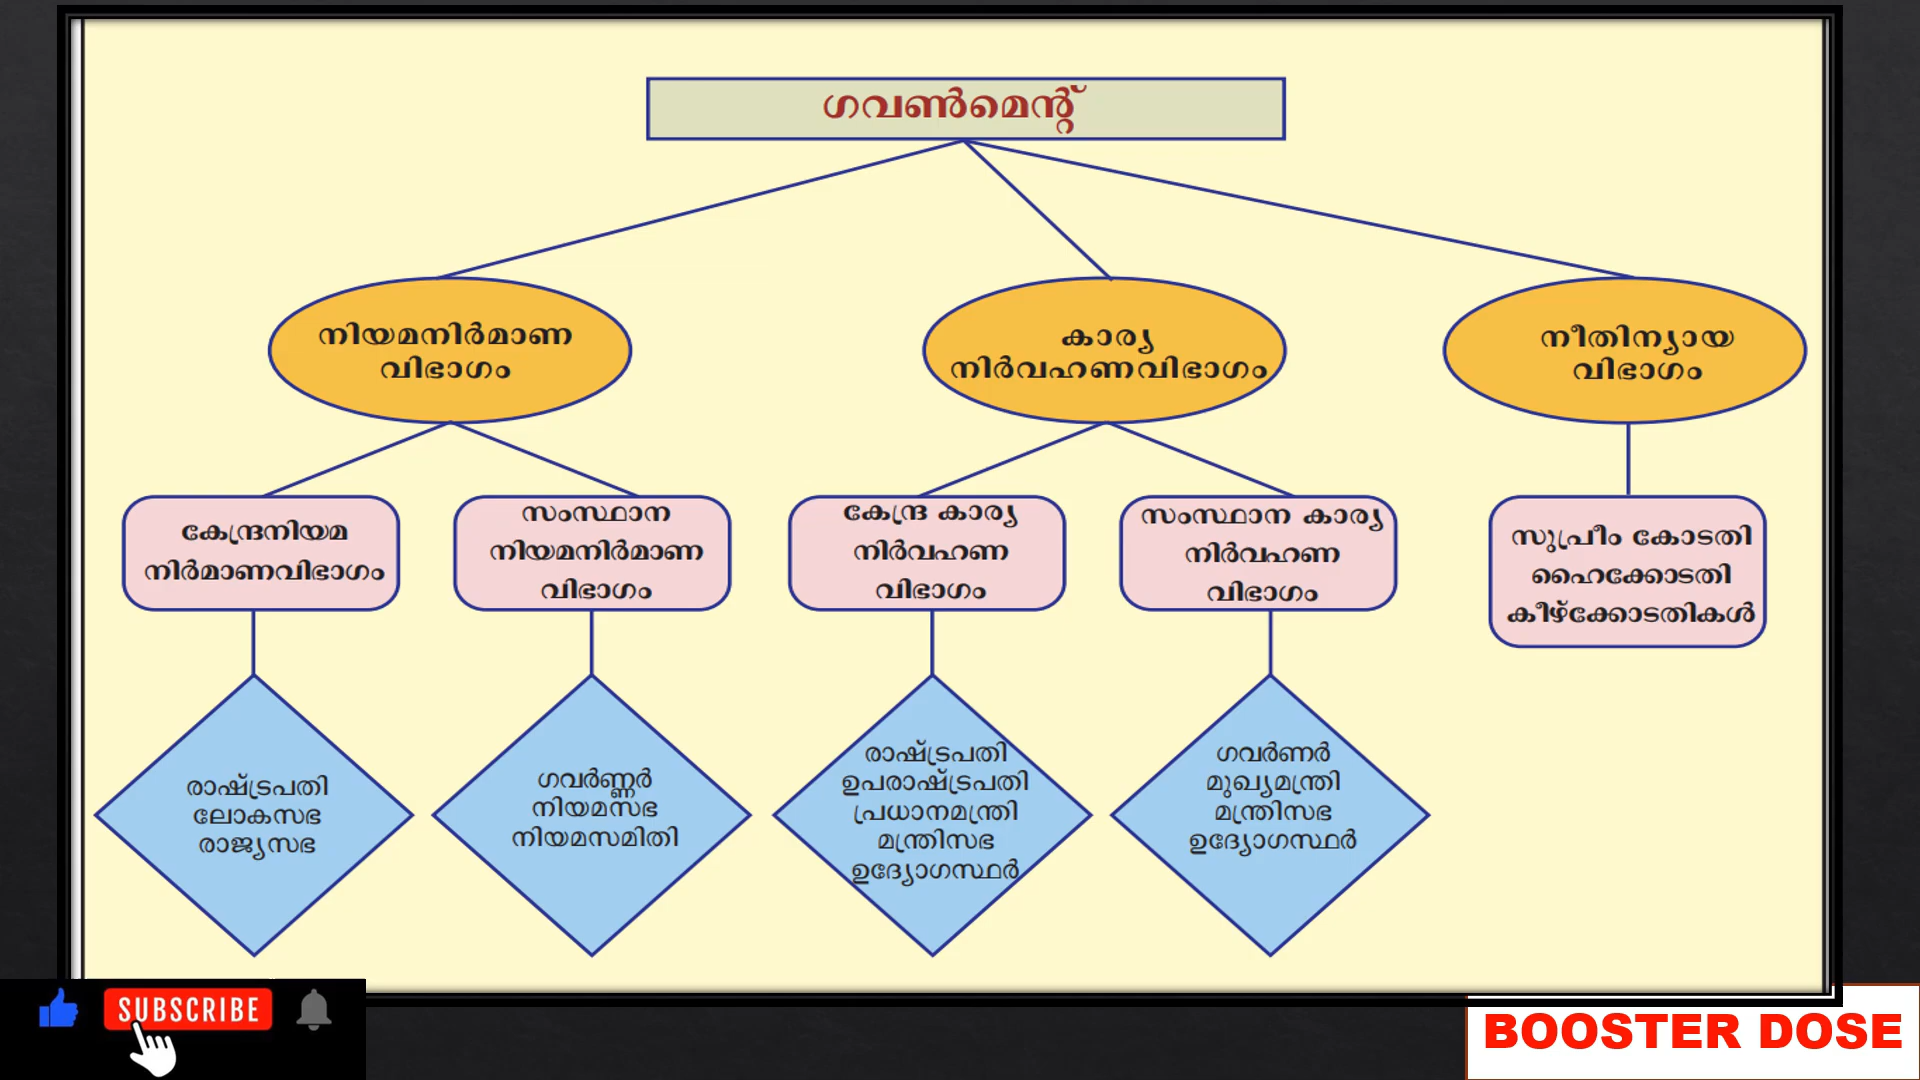 ഗവൺമെന്റ്
നിയമനിർമാണ
വിഭാഗം
കാര്യ
നിർവഹണവിഭാഗം
നീതിന്യായ
വിഭാഗം
കേന്ദ്രനിയമ
നിർമാണവിഭാഗം
സംസ്ഥാന
നിയമനിർമാണ
വിഭാഗം
കേന്ദ്ര കാര്യ
നിർവഹണ
വിഭാഗം
സംസ്ഥാന കാര്യ
നിർവഹണ
വിഭാഗം
സുപ്രീം കോടതി
ഹൈക്കോടതി
കീഴ്ക്കോടതികൾ
രാഷ്ട്രപതി
ലോകസഭ
രാജ്യസഭ
ഗവർണ്ണർ
നിയമസഭ
നിയമസമിതി
രാഷ്ട്രപതി
ഉപരാഷ്ട്രപതി
പ്രധാനമന്ത്രി
മന്ത്രിസഭ
ഉദ്യോഗസ്ഥർ
ഗവർണർ
മുഖ്യമന്ത്രി
മന്ത്രിസഭ
ഉദ്യോഗസ്ഥർ
SUBSCRIBE
BOOSTER DOSE